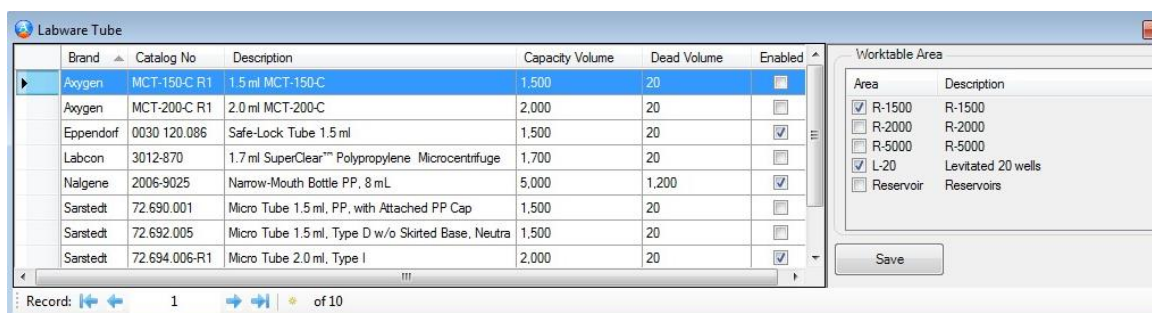 Labware Tube
Brand Catalog No Description Capacity Volume Dead Volume Enabled
Axygen MCT-150-C R1 1.5 ml MCT-150-C 1,500 20
Axygen MCT-200-C R1 2.0 ml MCT-200-C 2,000 20
Eppendorf 0030 120.086 Safe-Lock Tube 1.5 ml 1,500 20
Labcon 3012-870 1.7 ml SuperClear™ Polypropylene Microcentrifuge 1,700 20
Nalgene 2006-9025 Narrow-Mouth Bottle PP, 8 mL 5,000 1,200
Sarstedt 72.690.001 Micro Tube 1.5 ml, PP, with Attached PP Cap 1,500 20
Sarstedt 72.692.005 Micro Tube 1.5 ml, Type D w/o Skirted Base, Neutra 1,500 20
Sarstedt 72.694.006-R1 Micro Tube 2.0 ml, Type I 2,000 20
Record: 1 of 10
Worktable Area
Area Description
R-1500 R-1500
R-2000 R-2000
R-5000 R-5000
L-20 Levitated 20 wells
Reservoir Reservoirs
Save